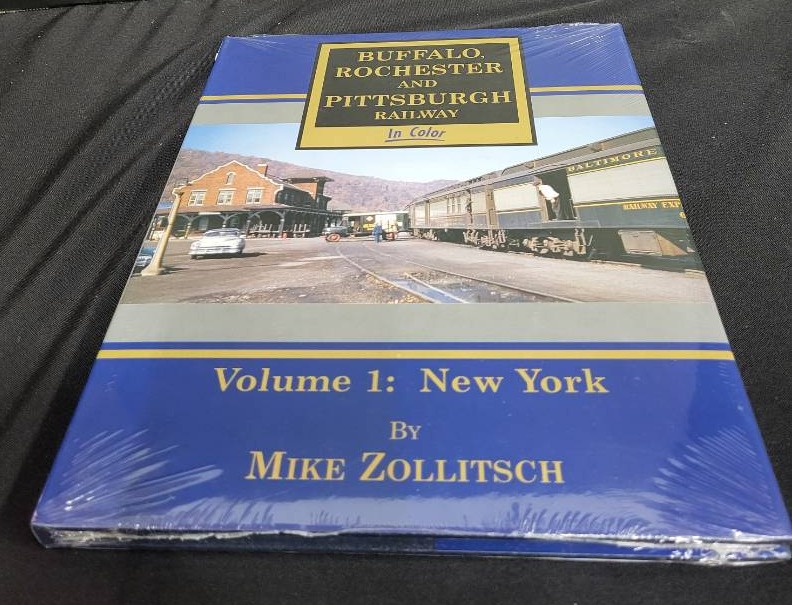 BUFFALO,
ROCHESTER
AND
PITTSBURGH
RAILWAY
In Color
BALTIMORE
RAILWAY EXP
Volume 1: New York
BY
MIKE ZOLLITSCH